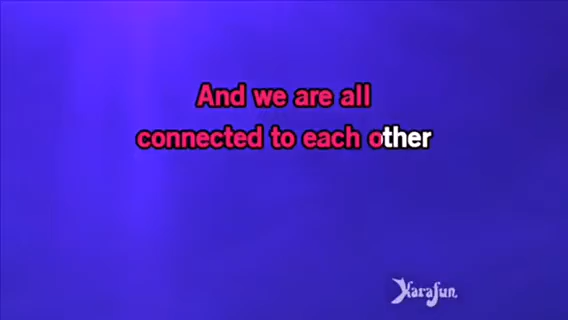 And we are all
connected to each other
KaraFun